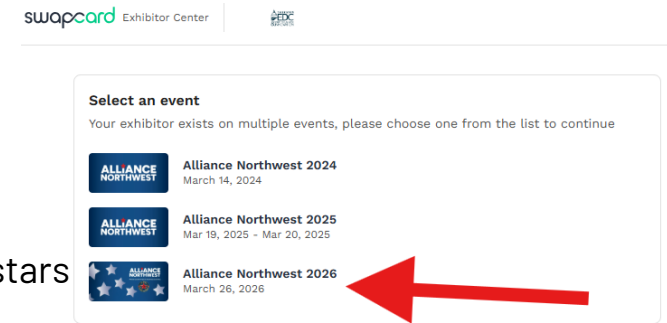 swapcard Exhibitor Center
EDC
Select an event
Your exhibitor exists on multiple events, please choose one from the list to continue
ALLIANCE
NORTHWEST
Alliance Northwest 2024
March 14, 2024
ALLIANCE
NORTHWEST
Alliance Northwest 2025
Mar 19, 2025 - Mar 20, 2025
stars
ALLIANCE
NORTHWEST
Alliance Northwest 2026
March 26, 2026